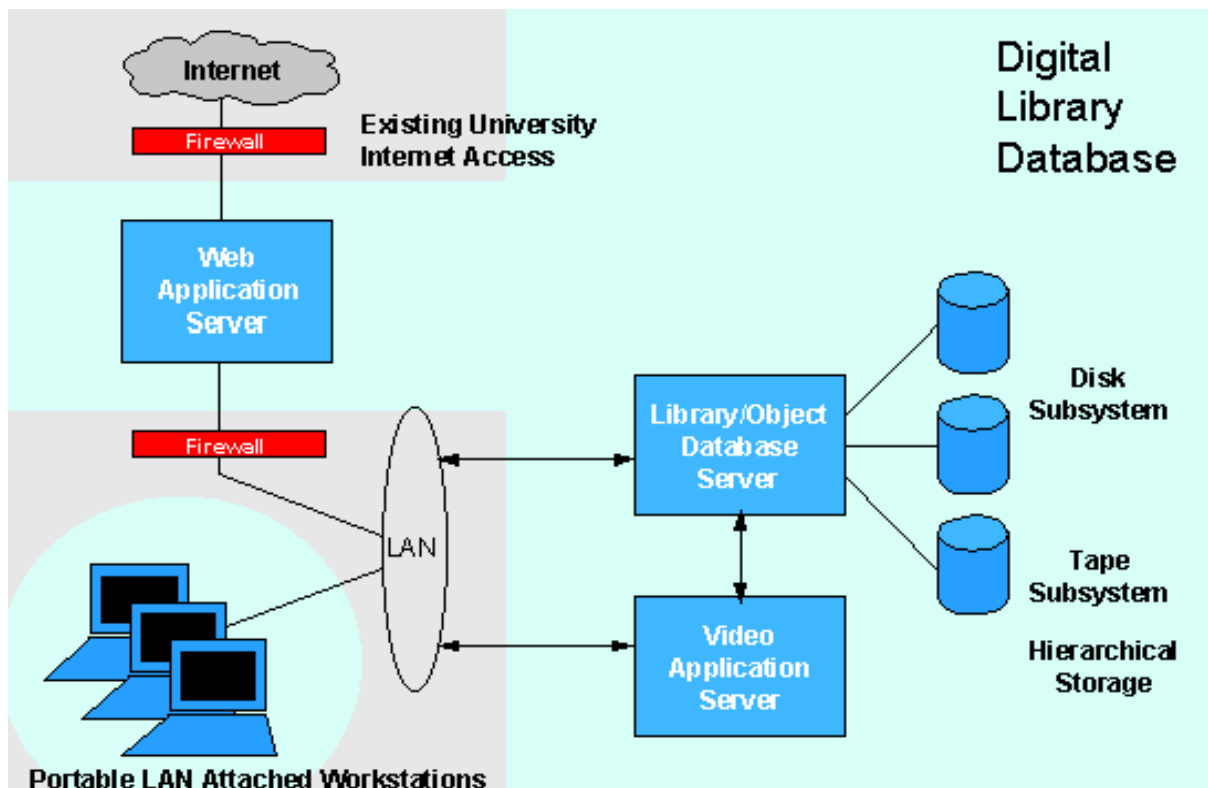 Internet
Firewall
Existing University
Internet Access
Digital
Library
Database
Web
Application
Server
Firewall
LAN
Library/Object
Database
Server
Disk
Subsystem
Tape
Subsystem
Video
Application
Server
Hierarchical
Storage
Portable LAN Attached Workstations